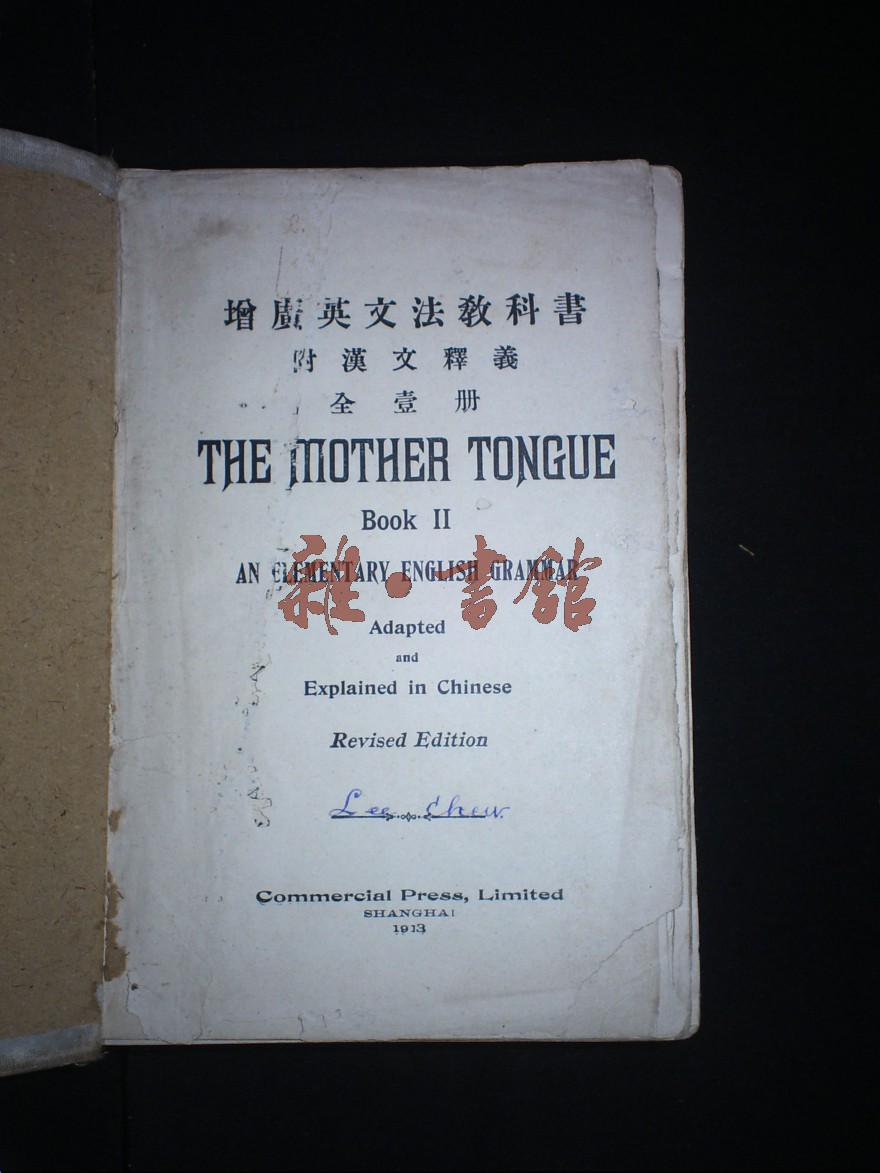 增廣英文法教科書
附漢文釋義
全壹册
THE MOTHER TONGUE
Book II
AN ELEMENTARY ENGLISH GRAMMAR
雜·書館
Adapted
and
Explained in Chinese
Revised Edition
Lee Chew
Commercial Press, Limited
SHANGHAI
1913